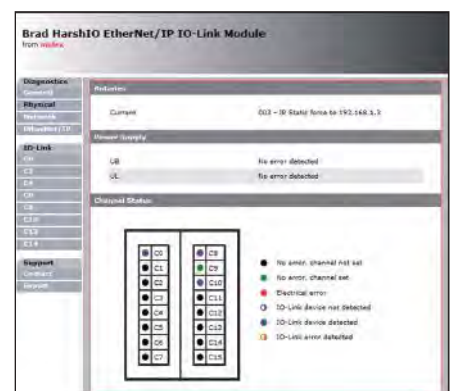 Brad HarshIO EtherNet/IP IO-Link Module
from molex
Diagnostics
General
Physical
Network
EtherNet/IP
IO-Link
C0
C2
C4
C8
C10
C12
C14
Support
Contact
Rotaries
Current
003 - IP Static force to 192.168.1.3
Power Supply
UB
No error detected
UL
No error detected
Channel Status
C0
C1
C2
C3
C4
C5
C6
C7
C8
C9
C10
C11
C12
C13
C14
C15
No error, channel not set
No error, channel set
Electrical error
IO-Link device not detected
IO-Link device detected
IO-Link error detected